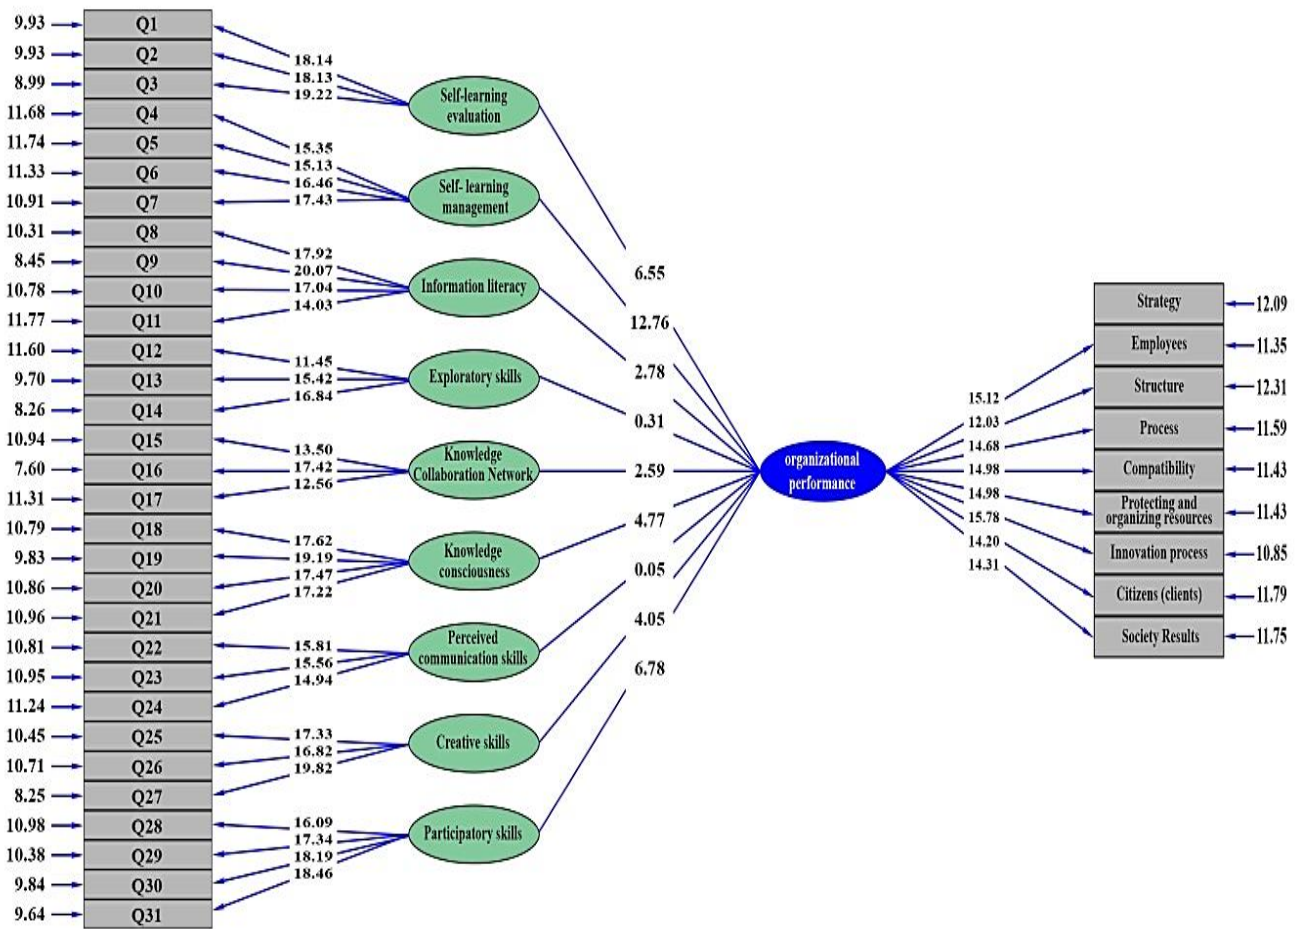 9.93 Q1
9.93 Q2
8.99 Q3
11.68 Q4
11.74 Q5
11.33 Q6
10.91 Q7
10.31 Q8
8.45 Q9
10.78 Q10
11.77 Q11
11.60 Q12
9.70 Q13
8.26 Q14
10.94 Q15
7.60 Q16
11.31 Q17
10.79 Q18
9.83 Q19
10.86 Q20
10.96 Q21
10.81 Q22
10.95 Q23
11.24 Q24
10.45 Q25
10.71 Q26
8.25 Q27
10.98 Q28
10.38 Q29
9.84 Q30
9.64 Q31
18.14
18.13
19.22
15.35
15.13
16.46
17.43
17.92
20.07
17.04
14.03
11.45
15.42
16.84
13.50
17.42
12.56
17.62
19.19
17.47
17.22
15.81
15.56
14.94
17.33
16.82
19.82
16.09
17.34
18.19
18.46
Self-learning
evaluation
Self- learning
management
Information literacy
Exploratory skills
Knowledge
Collaboration Network
Knowledge
consciousness
Perceived
communication skills
Creative skills
Participatory skills
6.55
12.76
2.78
0.31
2.59
4.77
0.05
4.05
6.78
organizational
performance
15.12
12.03
14.68
14.98
14.98
15.78
14.20
14.31
Strategy 12.09
Employees 11.35
Structure 12.31
Process 11.59
Compatibility 11.43
Protecting and
organizing resources 11.43
Innovation process 10.85
Citizens (clients) 11.79
Society Results 11.75